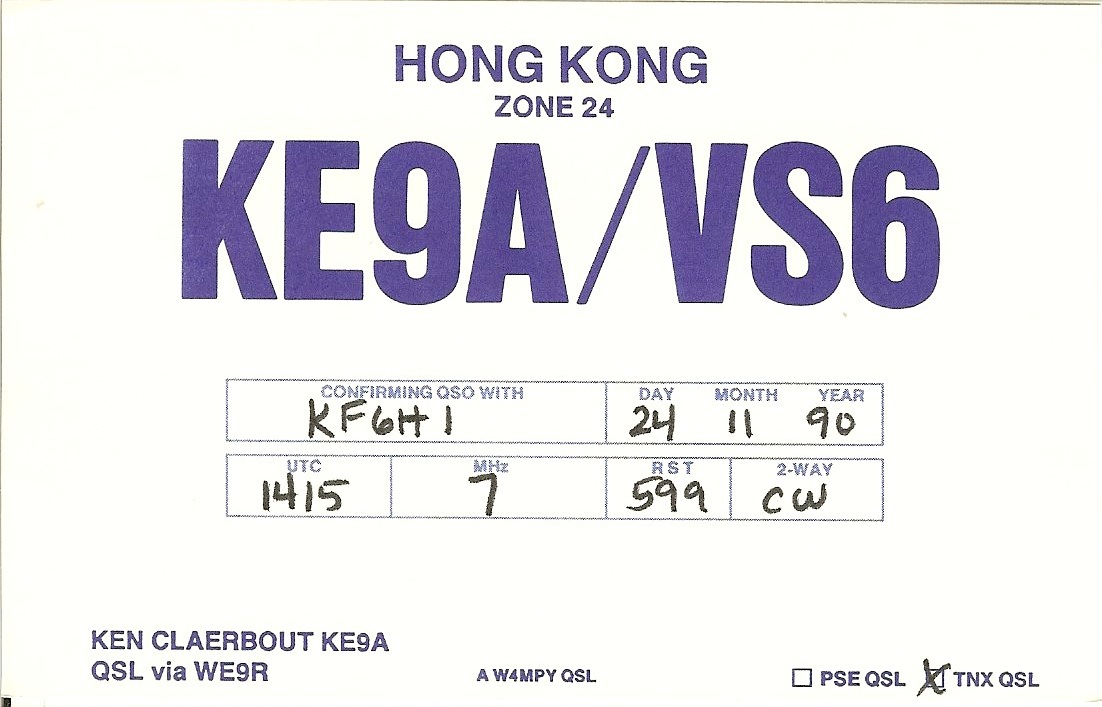 HONG KONG
ZONE 24
KE9A/VS6
CONFIRMING QSO WITH DAY MONTH YEAR
KF6HI 24 11 90
UTC MHz RST 2-WAY
1415 7 599 CW
KEN CLAERBOUT KE9A
QSL via WE9R
A W4MPY QSL
PSE QSL TNX QSL